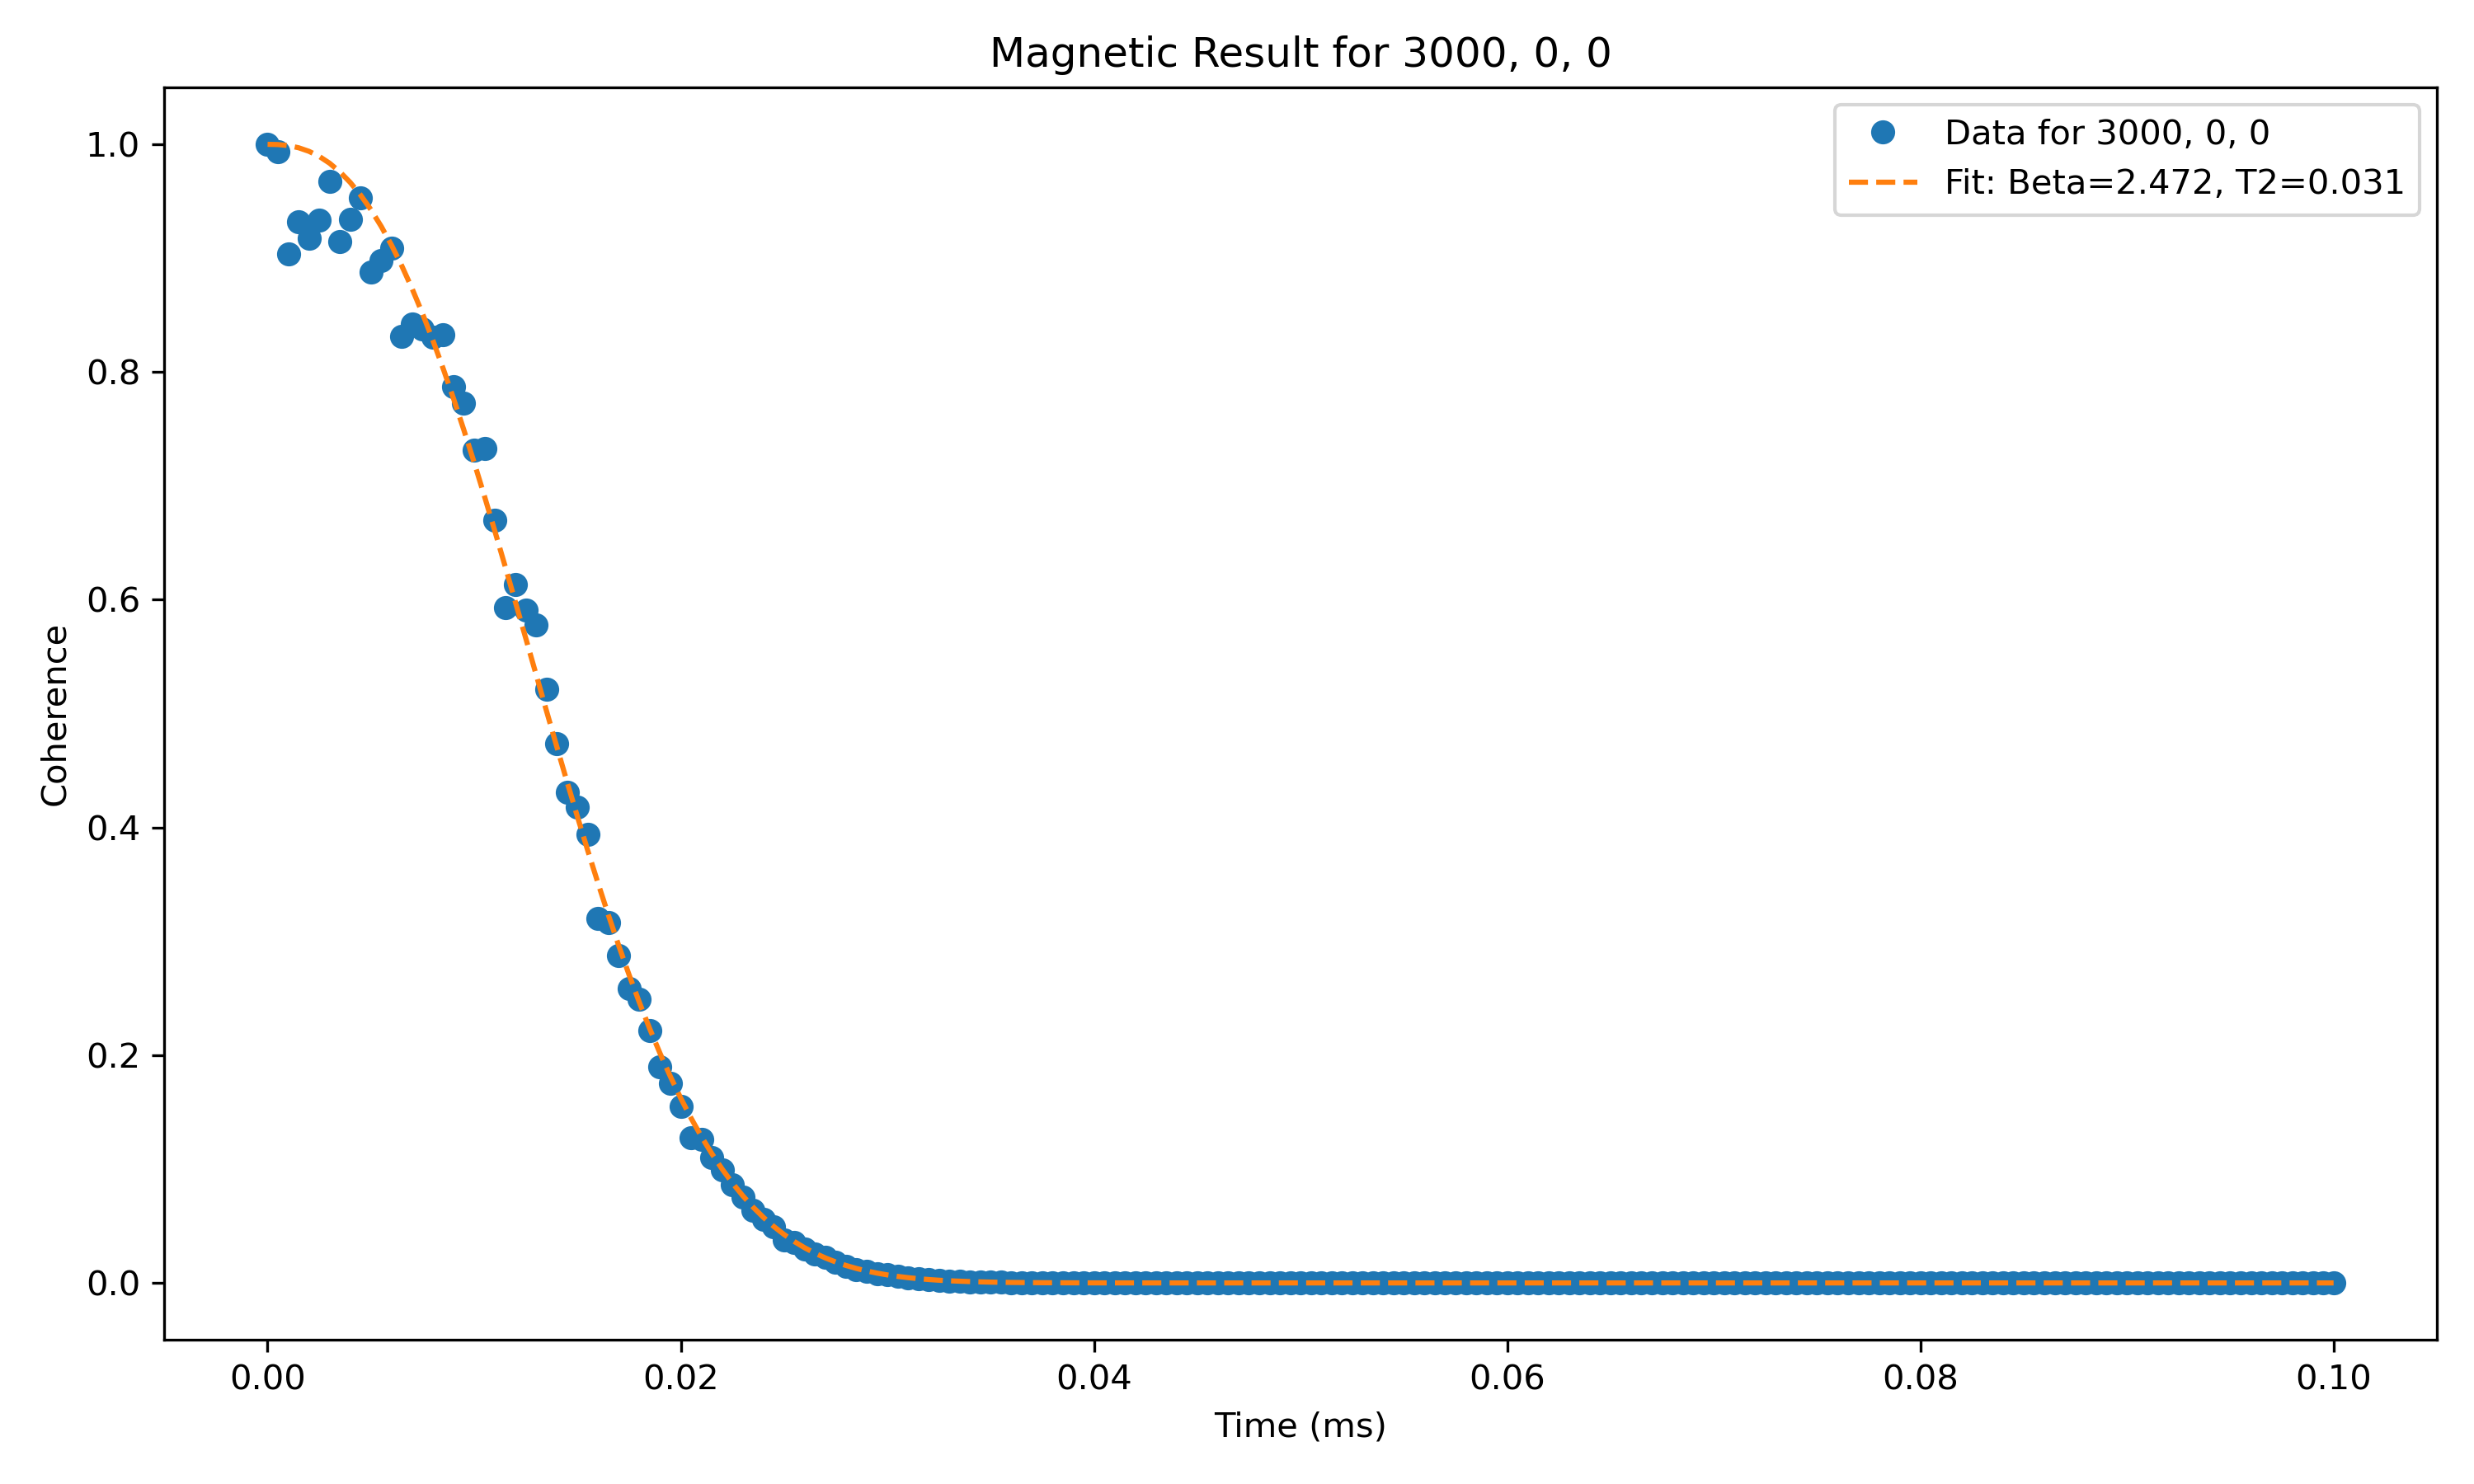 Magnetic Result for 3000, 0, 0
Data for 3000, 0, 0
Fit: Beta=2.472, T2=0.031
Coherence
1.0
0.8
0.6
0.4
0.2
0.0
0.00 0.02 0.04 0.06 0.08 0.10
Time (ms)